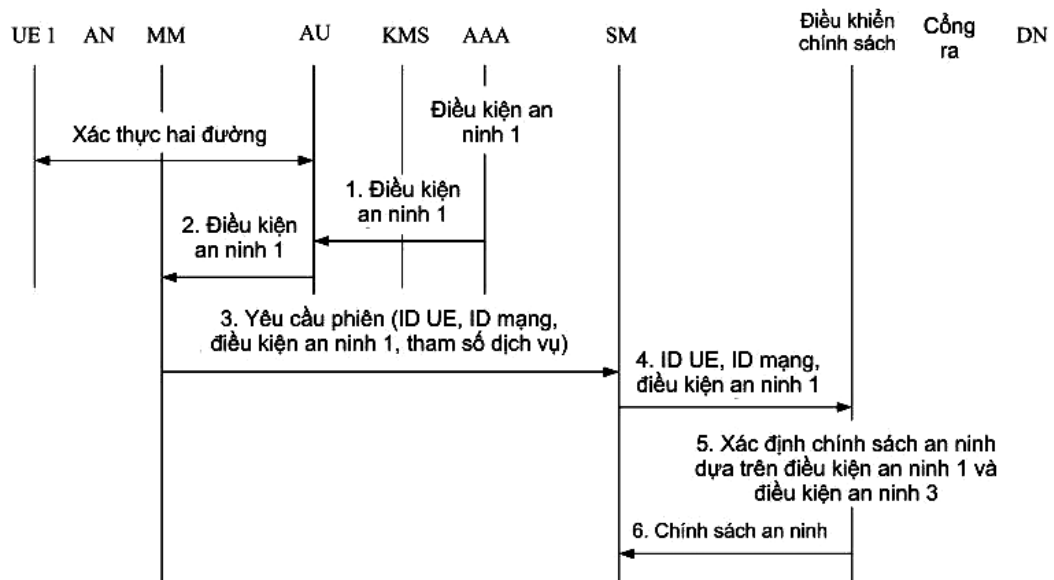 UE 1 AN MM AU KMS AAA SM Điều khiển chính sách Cổng ra DN
Điều kiện an
ninh 1
Xác thực hai đường
1. Điều kiện
an ninh 1
2. Điều kiện
an ninh 1
3. Yêu cầu phiên (ID UE, ID mạng,
điều kiện an ninh 1, tham số dịch vụ)
4. ID UE, ID mạng,
điều kiện an ninh 1
5. Xác định chính sách an ninh
dựa trên điều kiện an ninh 1 và
điều kiện an ninh 3
6. Chính sách an ninh